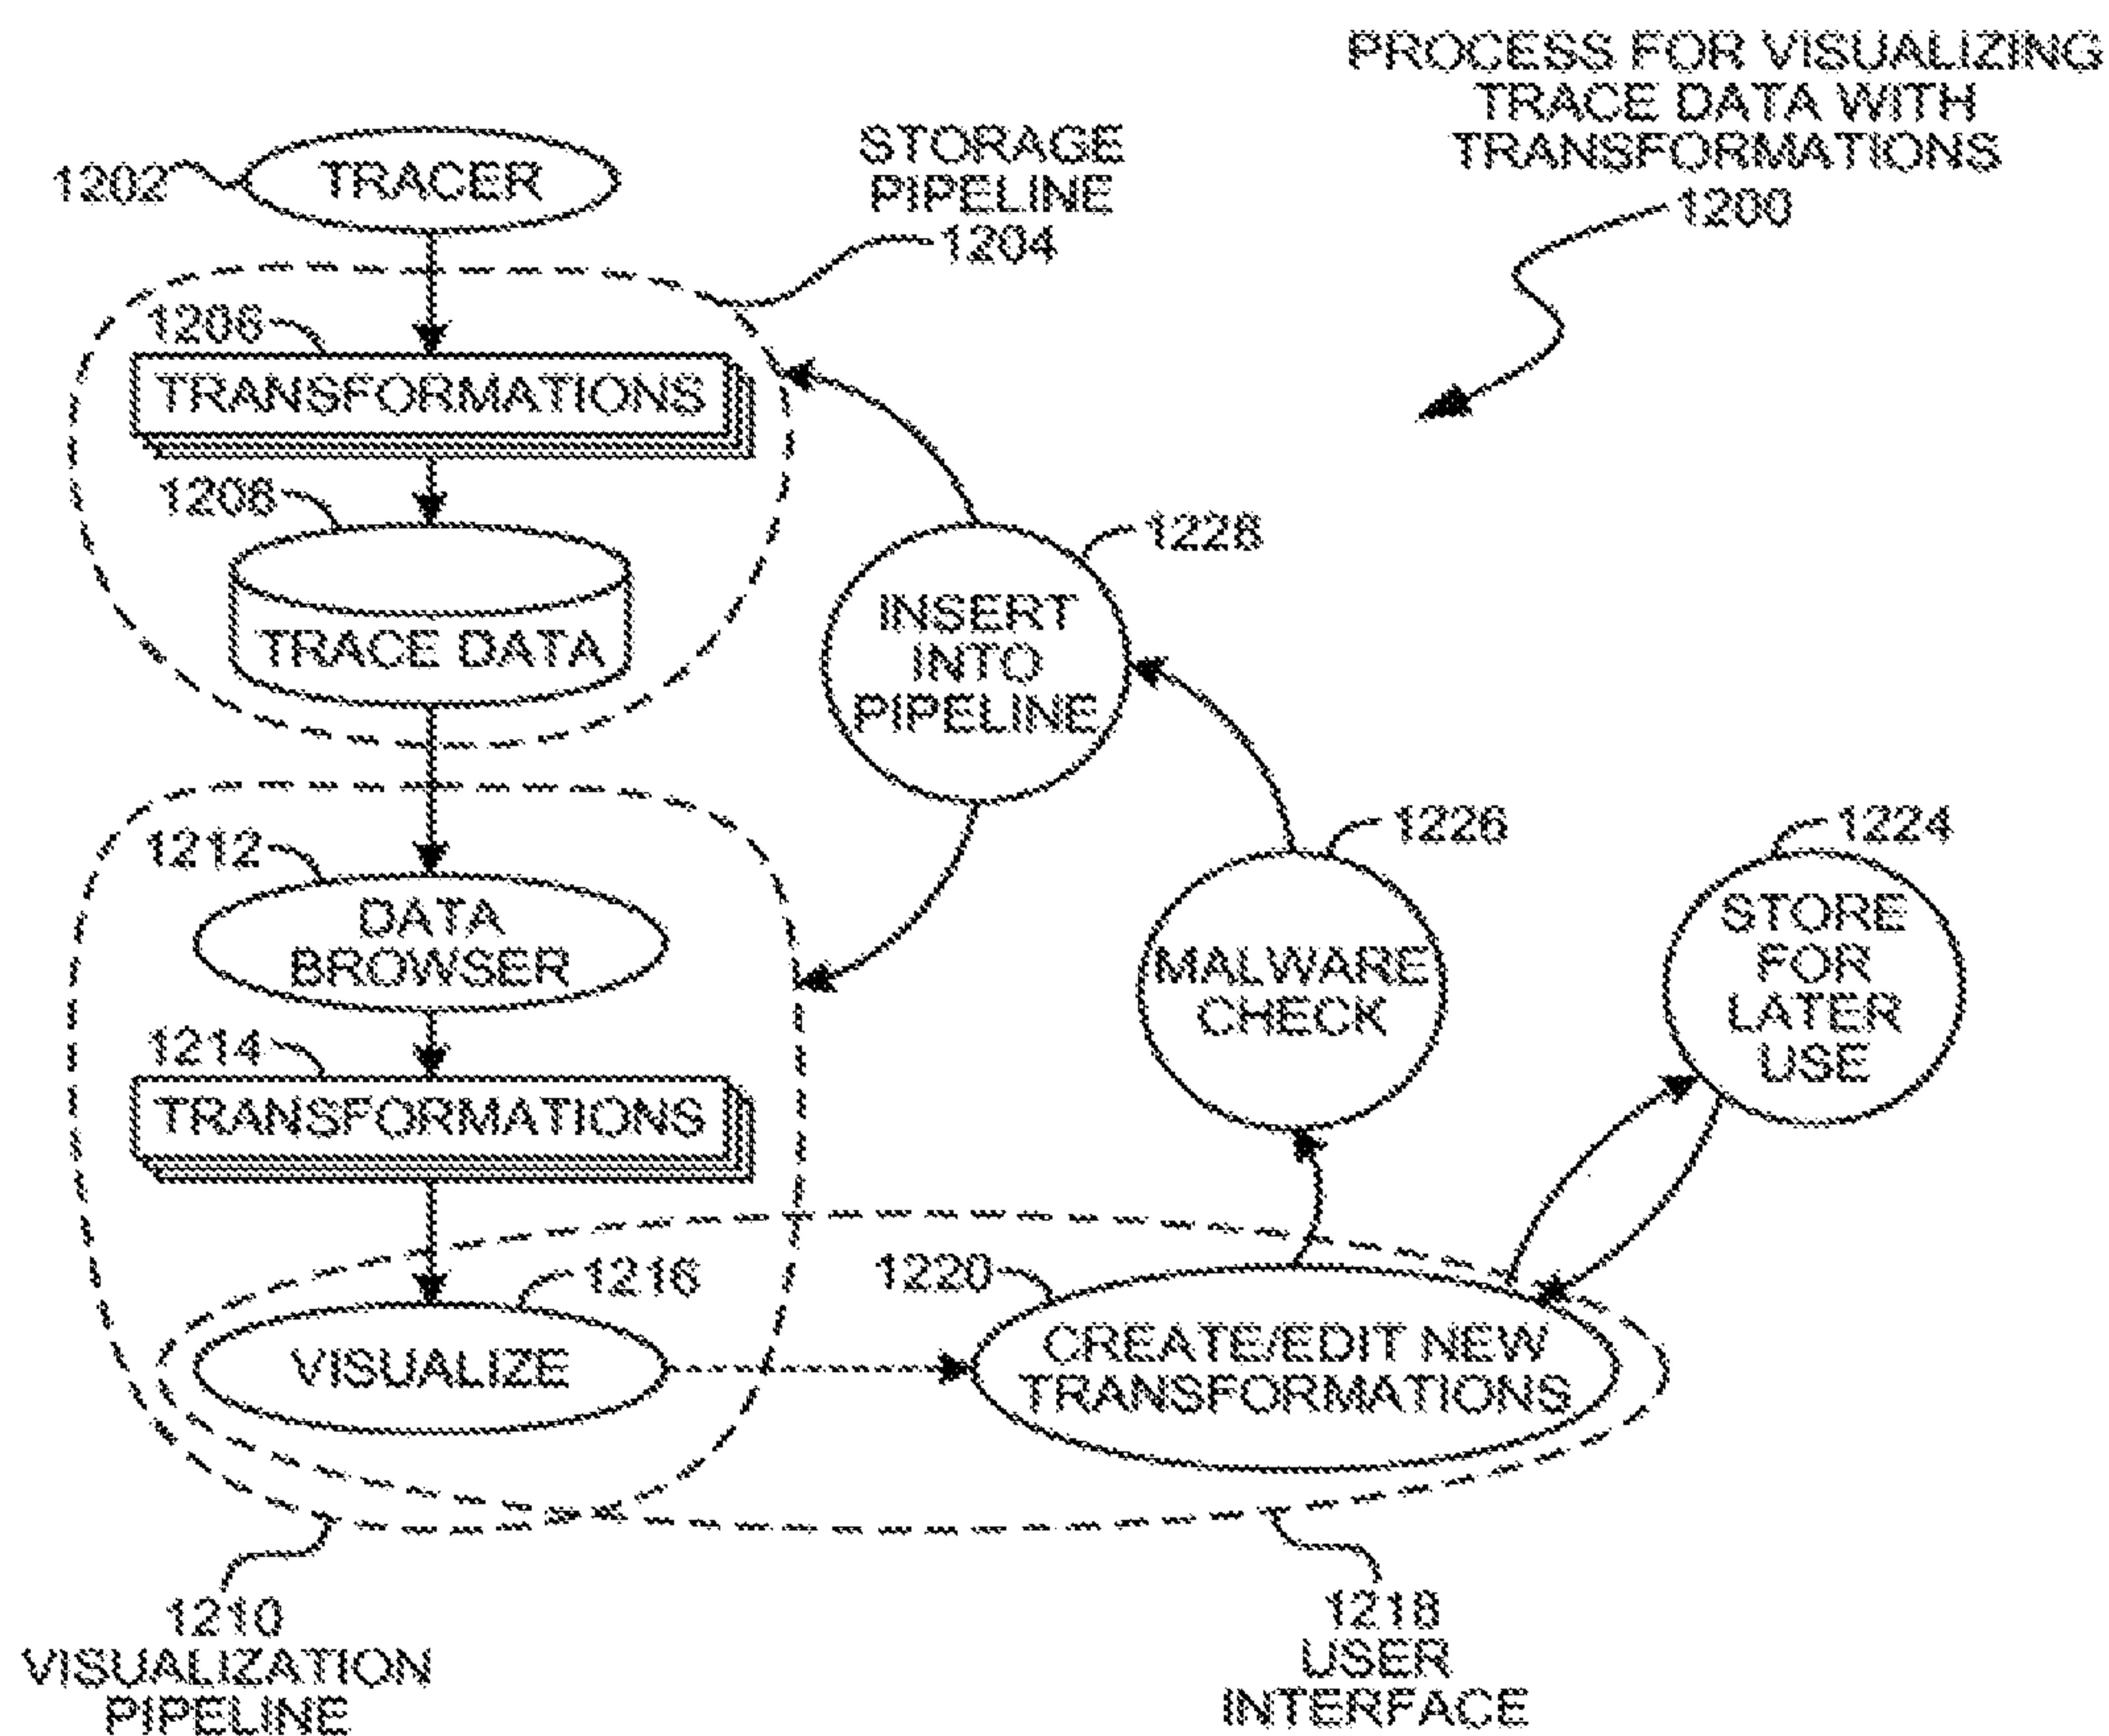 PROCESS FOR VISUALIZING
TRACE DATA WITH
TRANSFORMATIONS
1200
STORAGE
PIPELINE
1204
1202
TRACER
1206
TRANSFORMATIONS
1208
TRACE DATA
1228
INSERT
INTO
PIPELINE
1212
DATA
BROWSER
1226
MALWARE
CHECK
1224
STORE
FOR
LATER
USE
1214
TRANSFORMATIONS
1216
VISUALIZE
1220
CREATE/EDIT NEW
TRANSFORMATIONS
1210
VISUALIZATION
PIPELINE
1218
USER
INTERFACE